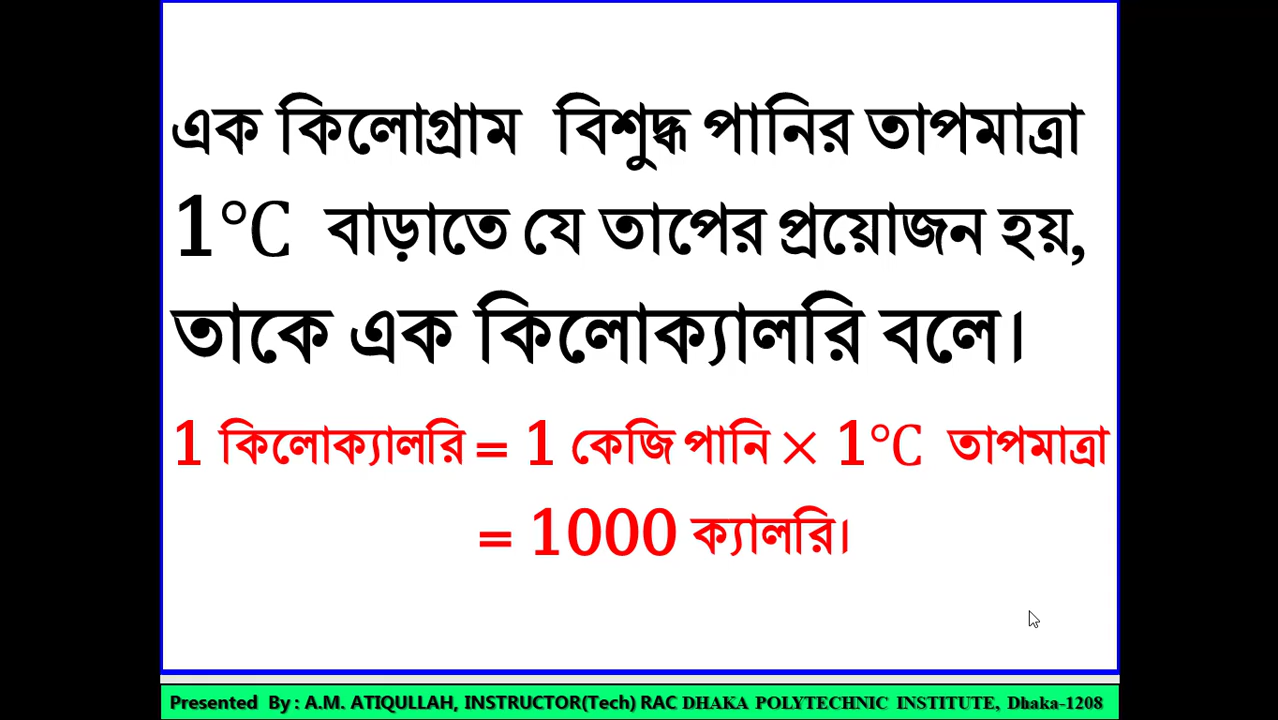 এক কিলোগ্রাম বিশুদ্ধ পানির তাপমাত্রা
1°C বাড়াতে যে তাপের প্রয়োজন হয়,
তাকে এক কিলোক্যালরি বলে।
1 কিলোক্যালরি = 1 কেজি পানি × 1°C তাপমাত্রা
= 1000 ক্যালরি।
Presented By : A.M. ATIQULLAH, INSTRUCTOR(Tech) RAC DHAKA POLYTECHNIC INSTITUTE, Dhaka-1208